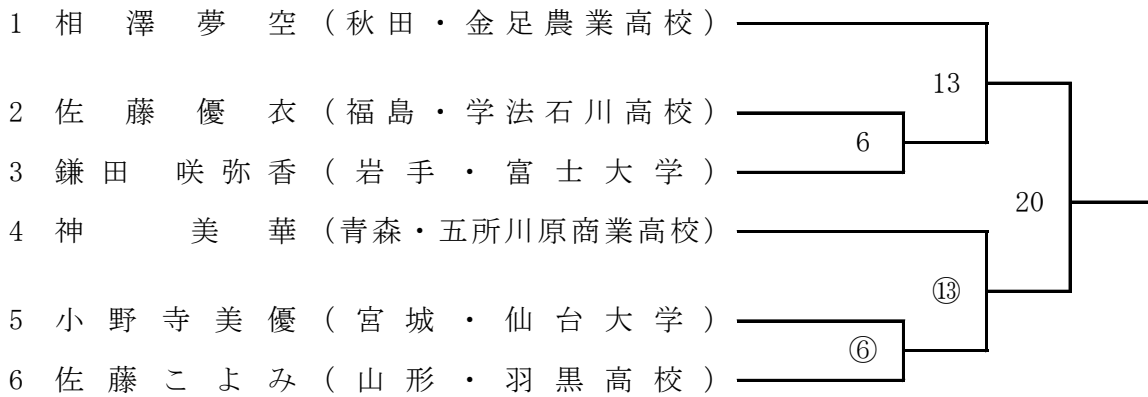 1 相澤夢空（秋田・金足農業高校）
13
2 佐藤優衣（福島・学法石川高校）
6
3 鎌田咲弥香（岩手・富士大学）
20
4 神美華（青森・五所川原商業高校）
⑬
5 小野寺美優（宮城・仙台大学）
⑥
6 佐藤こよみ（山形・羽黒高校）